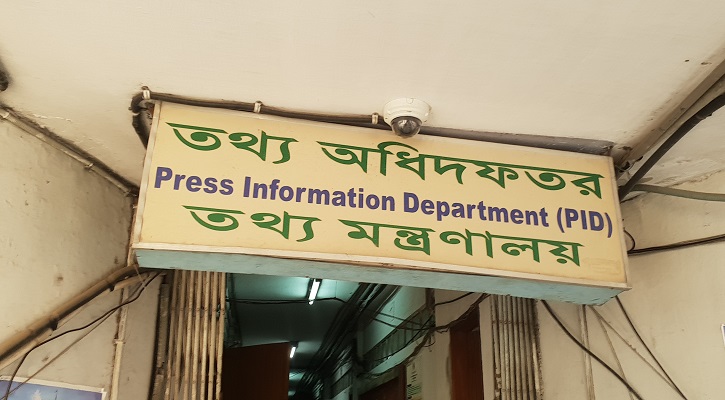 তথ্য অধিদফতর
Press Information Department (PID)
তথ্য মন্ত্রণালয়